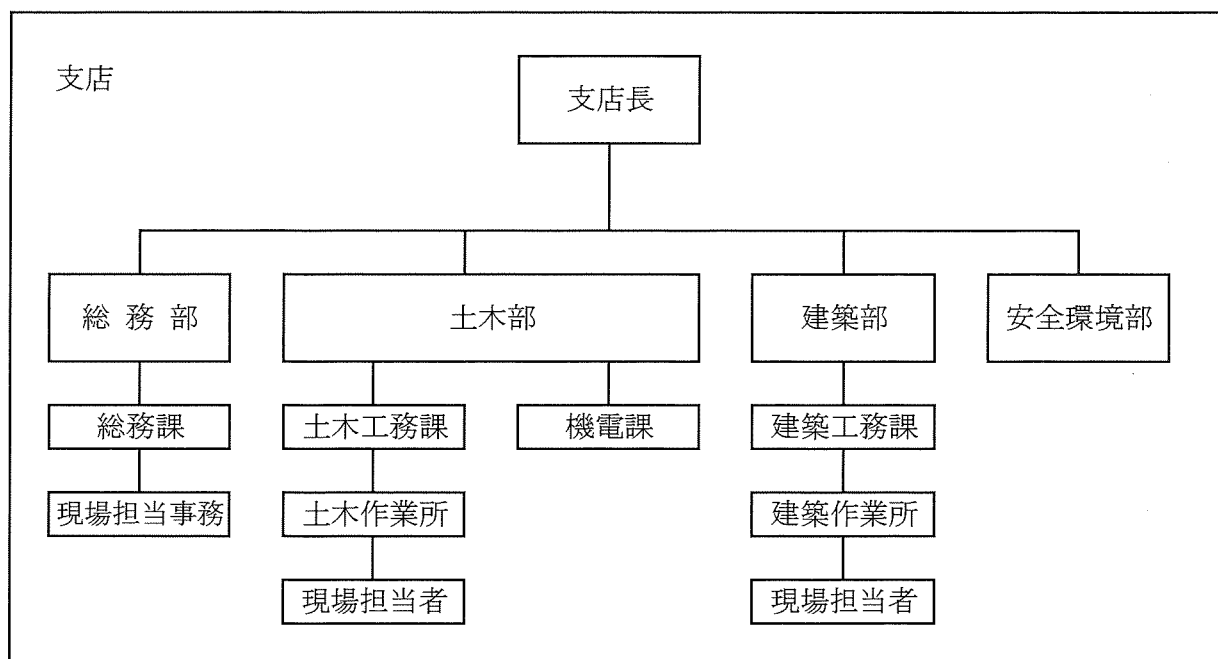 支店
支店長
総務部
土木部
建築部
安全環境部
総務課
土木工務課
機電課
建築工務課
現場担当事務
土木作業所
建築作業所
現場担当者
現場担当者